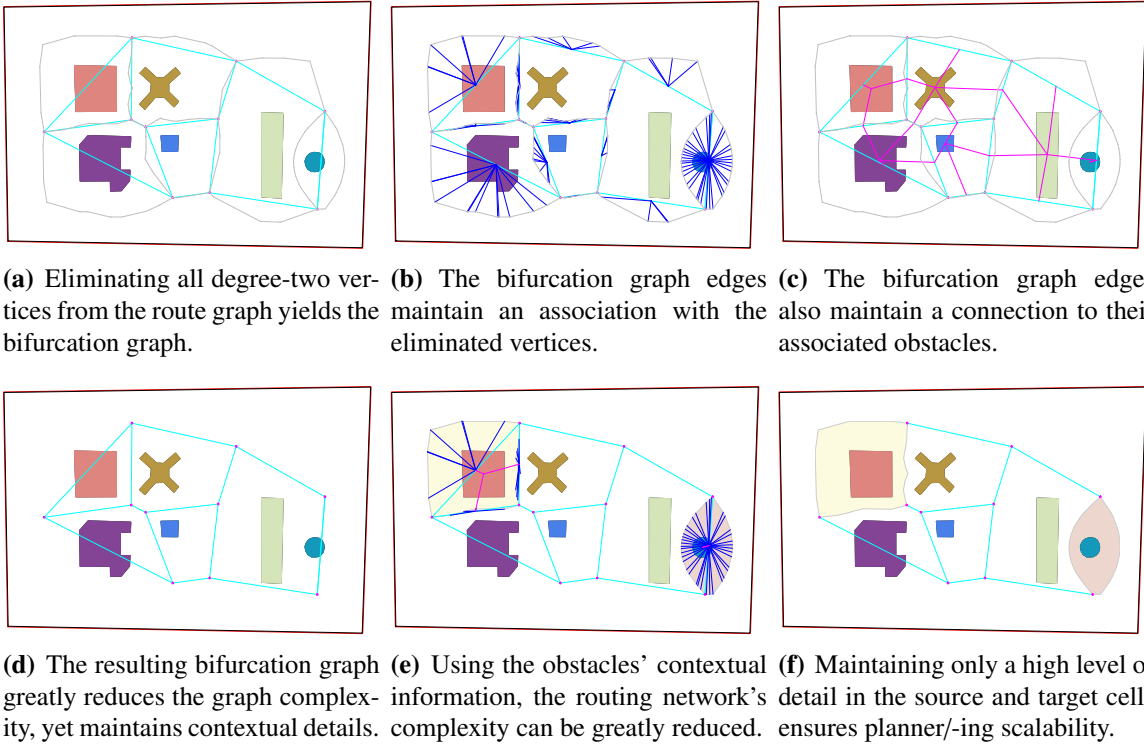 (a) Eliminating all degree-two ver-
tices from the route graph yields the
bifurcation graph.
(b) The bifurcation graph edges
maintain an association with the
eliminated vertices.
(c) The bifurcation graph edge
also maintain a connection to thei
associated obstacles.
(d) The resulting bifurcation graph
greatly reduces the graph complex-
ity, yet maintains contextual details.
(e) Using the obstacles’ contextual
information, the routing network’s
complexity can be greatly reduced.
(f) Maintaining only a high level o
detail in the source and target cell
ensures planner/-ing scalability.